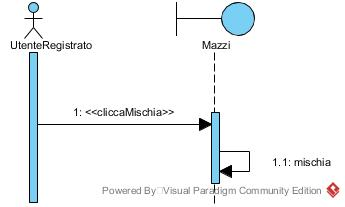 UtenteRegistrato
Mazzi
1: <<cliccaMischia>>
1.1: mischia
Powered By Visual Paradigm Community Edition